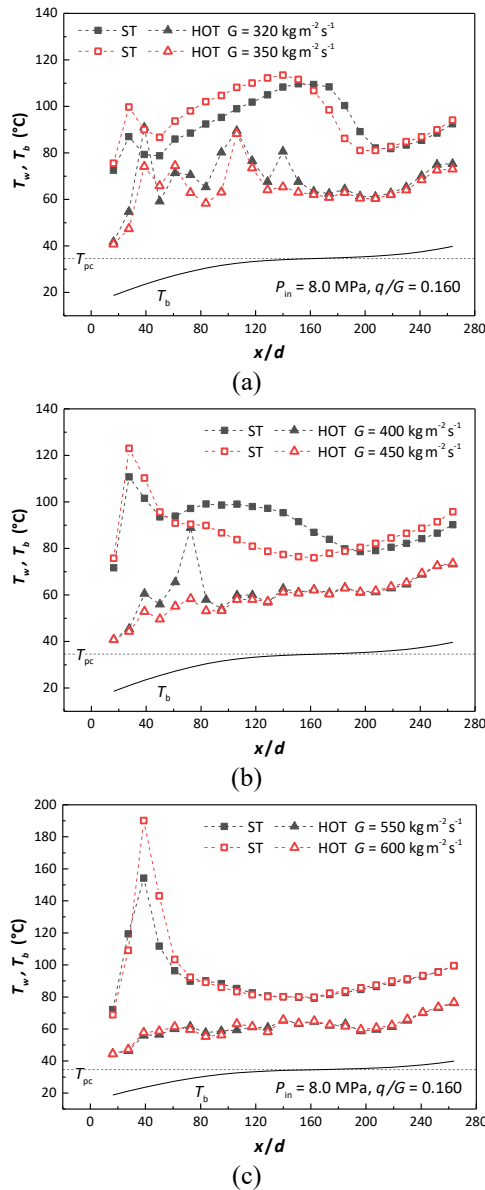 (a)
140
120
100
80
60
40
20
T_w, T_b (°C)
ST HOT G = 320 kg m⁻² s⁻¹
ST HOT G = 350 kg m⁻² s⁻¹
T_pc
T_b
P_in = 8.0 MPa, q/G = 0.160
0 40 80 120 160 200 240 280
x/d
(a)
140
120
100
80
60
40
20
T_w, T_b (°C)
ST HOT G = 400 kg m⁻² s⁻¹
ST HOT G = 450 kg m⁻² s⁻¹
T_pc
T_b
0 40 80 120 160 200 240 280
x/d
(b)
200
180
160
140
120
100
80
60
40
20
T_w, T_b (°C)
ST HOT G = 550 kg m⁻² s⁻¹
ST HOT G = 600 kg m⁻² s⁻¹
T_pc
T_b
P_in = 8.0 MPa, q/G = 0.160
0 40 80 120 160 200 240 280
x/d
(c)